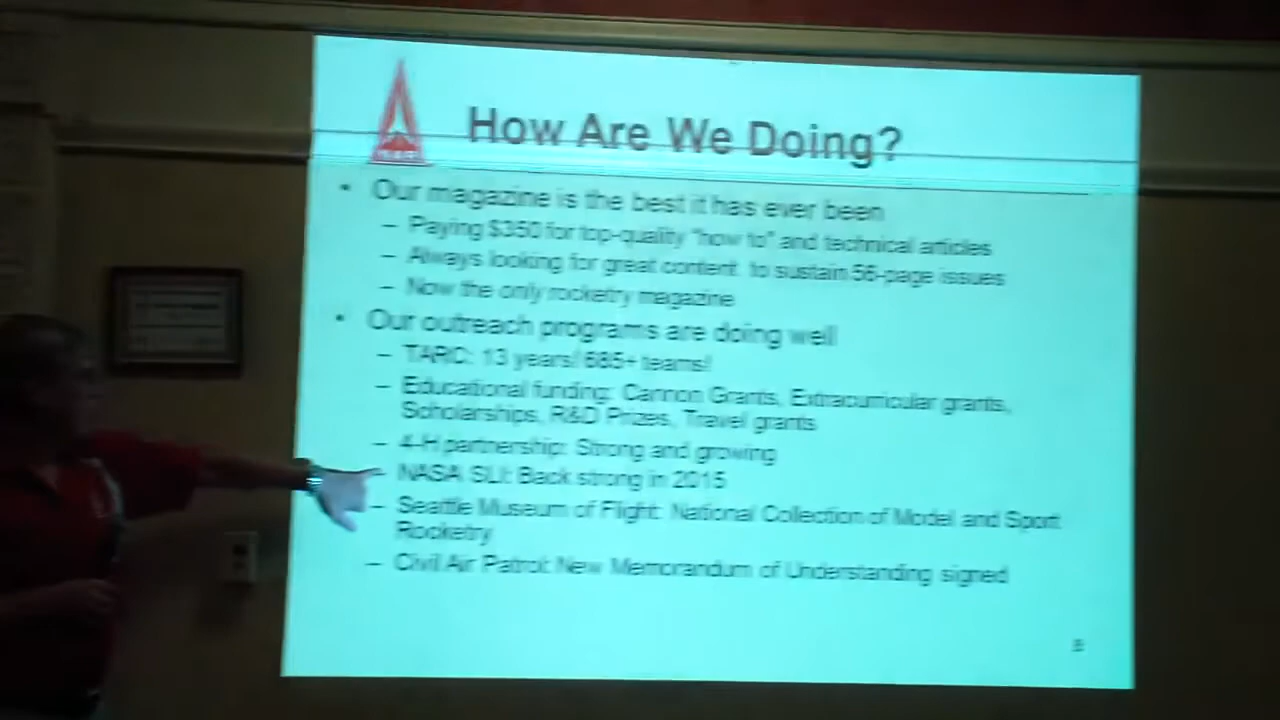 How Are We Doing?
• Our magazine is the best it has ever been
– Paying $350 for top-quality "how to" and technical articles
– Always looking for great content to sustain 56-page issues
– Now the only rocketry magazine
• Our outreach programs are doing well
– TARC: 13 years! 685+ teams!
– Educational funding: Cannon Grants, Extracurricular grants,
Scholarships, R&D Prizes, Travel grants
– 4-H partnership: Strong and growing
– NASA SLI: Back strong in 2015
– Seattle Museum of Flight: National Collection of Model and Sport
Rocketry
– Civil Air Patrol: New Memorandum of Understanding signed